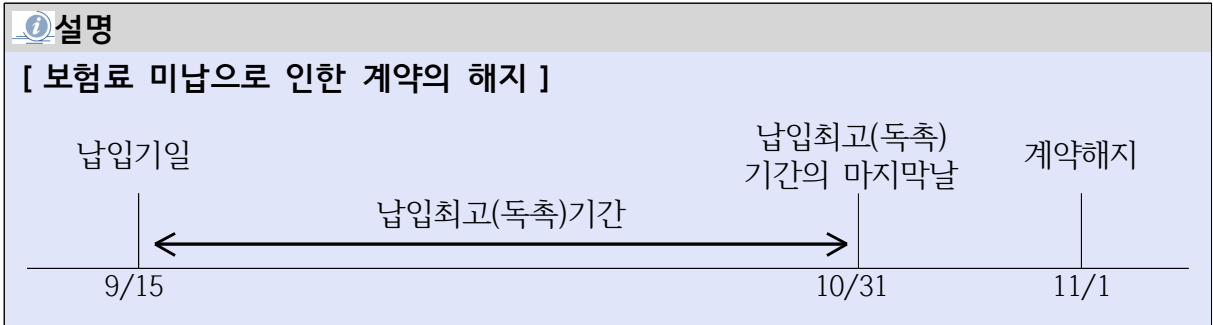 설명
[ 보험료 미납으로 인한 계약의 해지 ]
납입기일
납입최고(독촉)
기간의 마지막날
계약해지
납입최고(독촉)기간
9/15
10/31
11/1